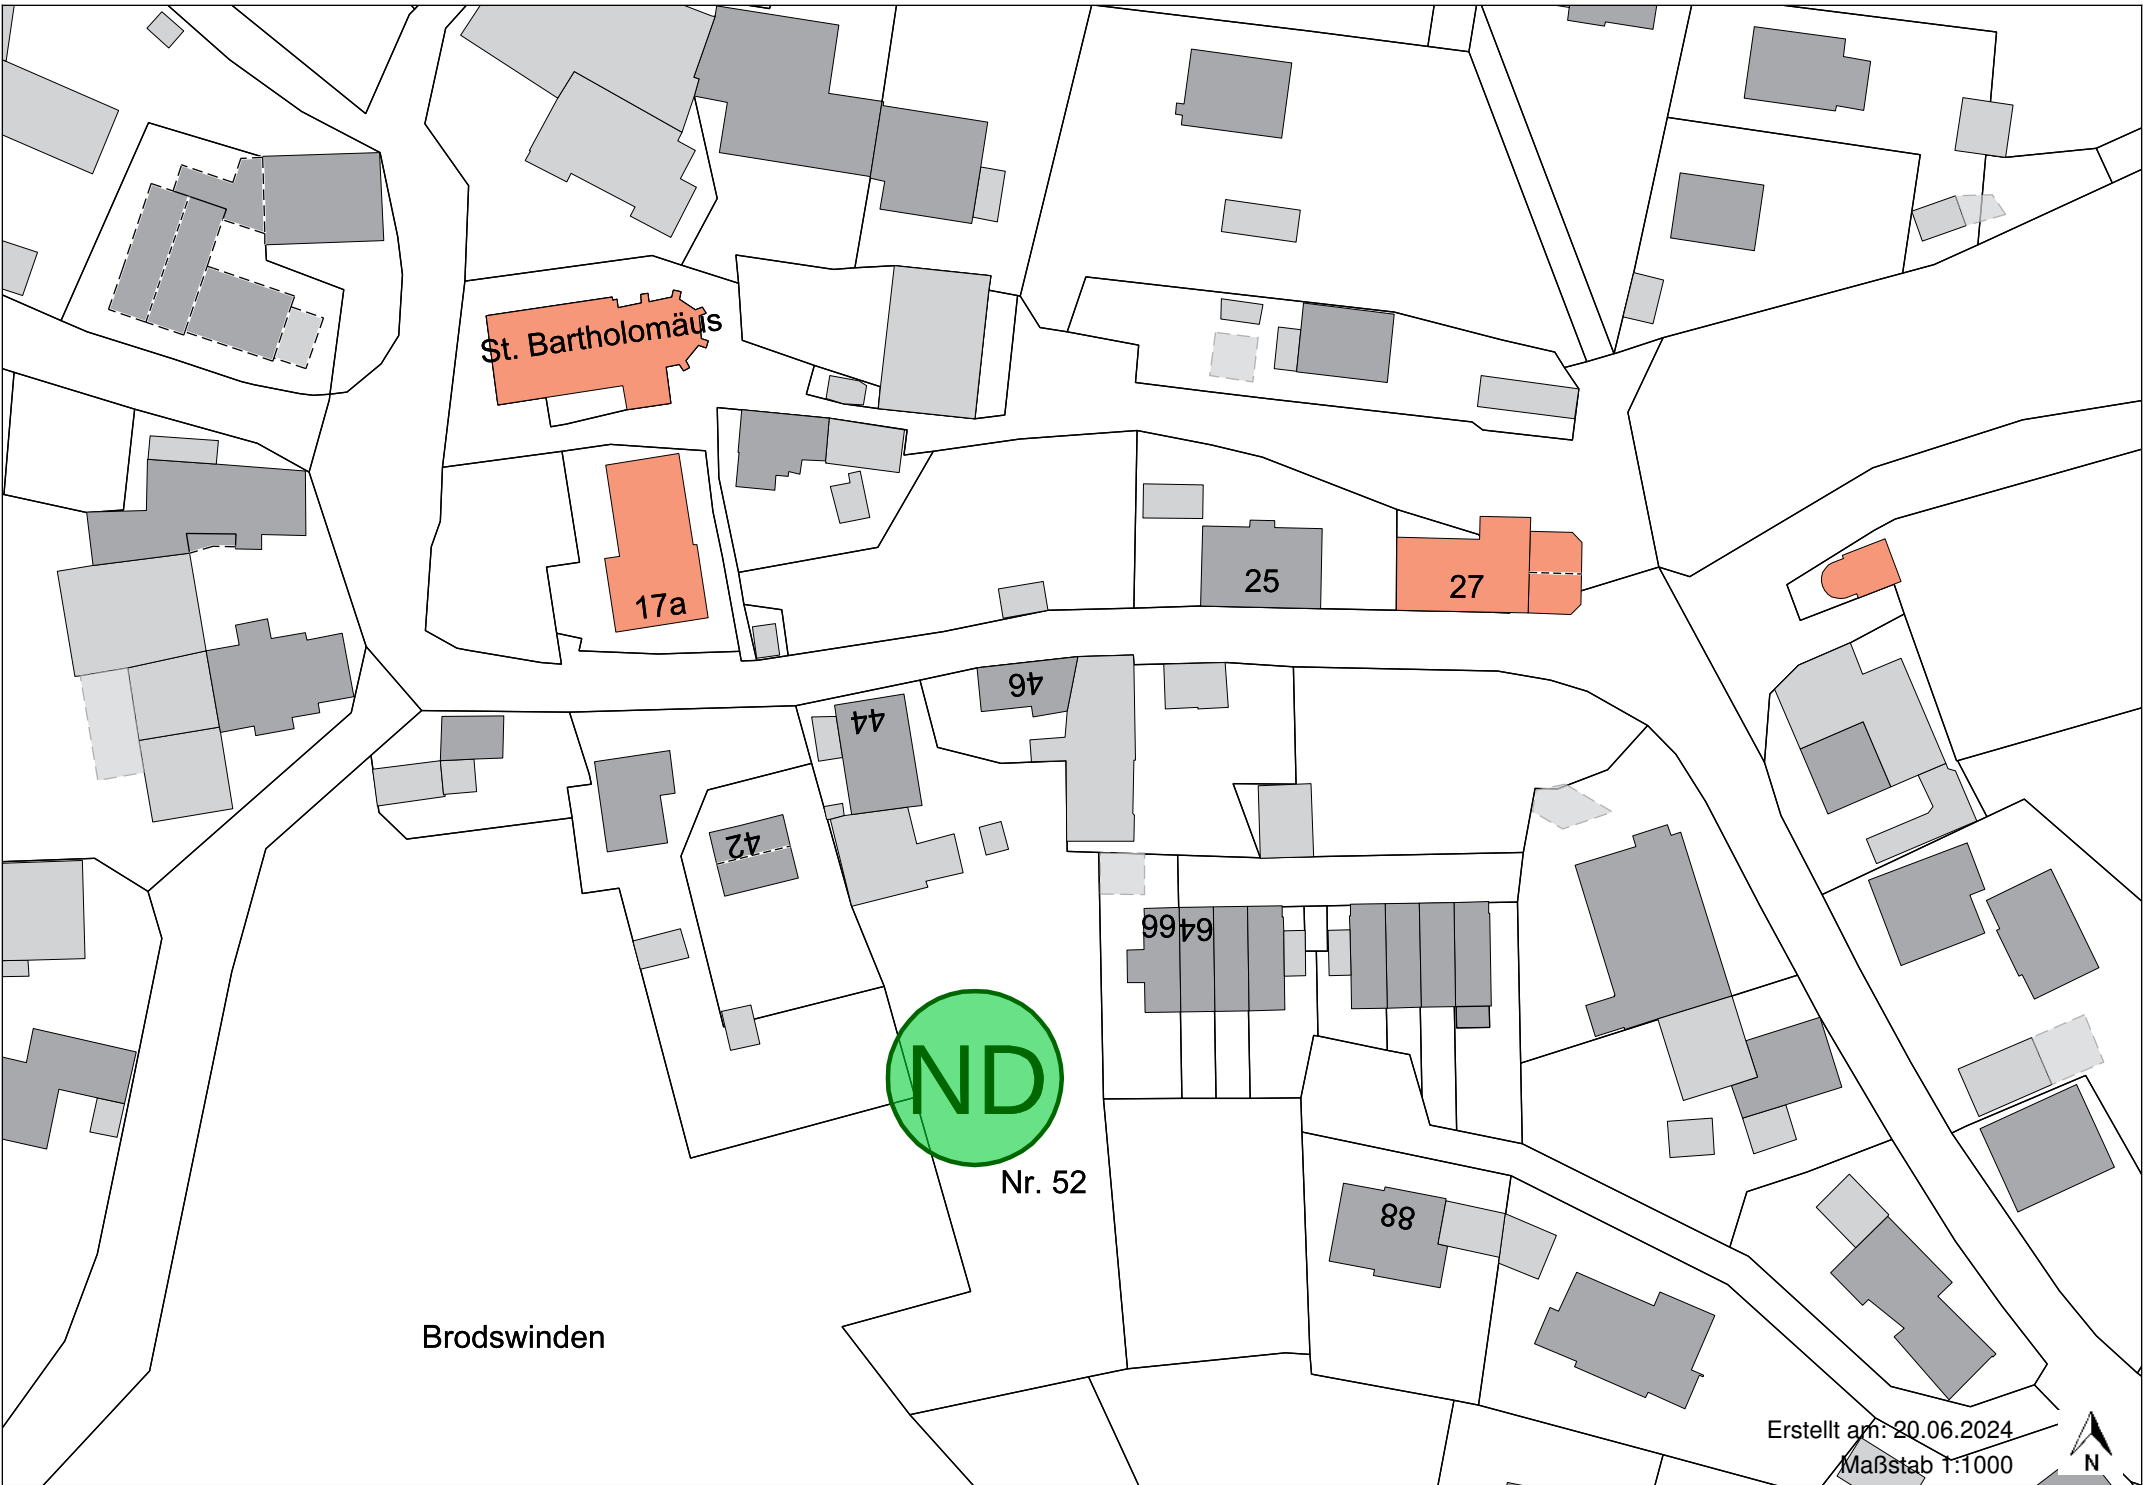 St. Bartholomäus
17a
25
27
46
44
42
66
64
ND
Nr. 52
88
Brodswinden
Erstellt am: 20.06.2024
Maßstab 1:1000
N